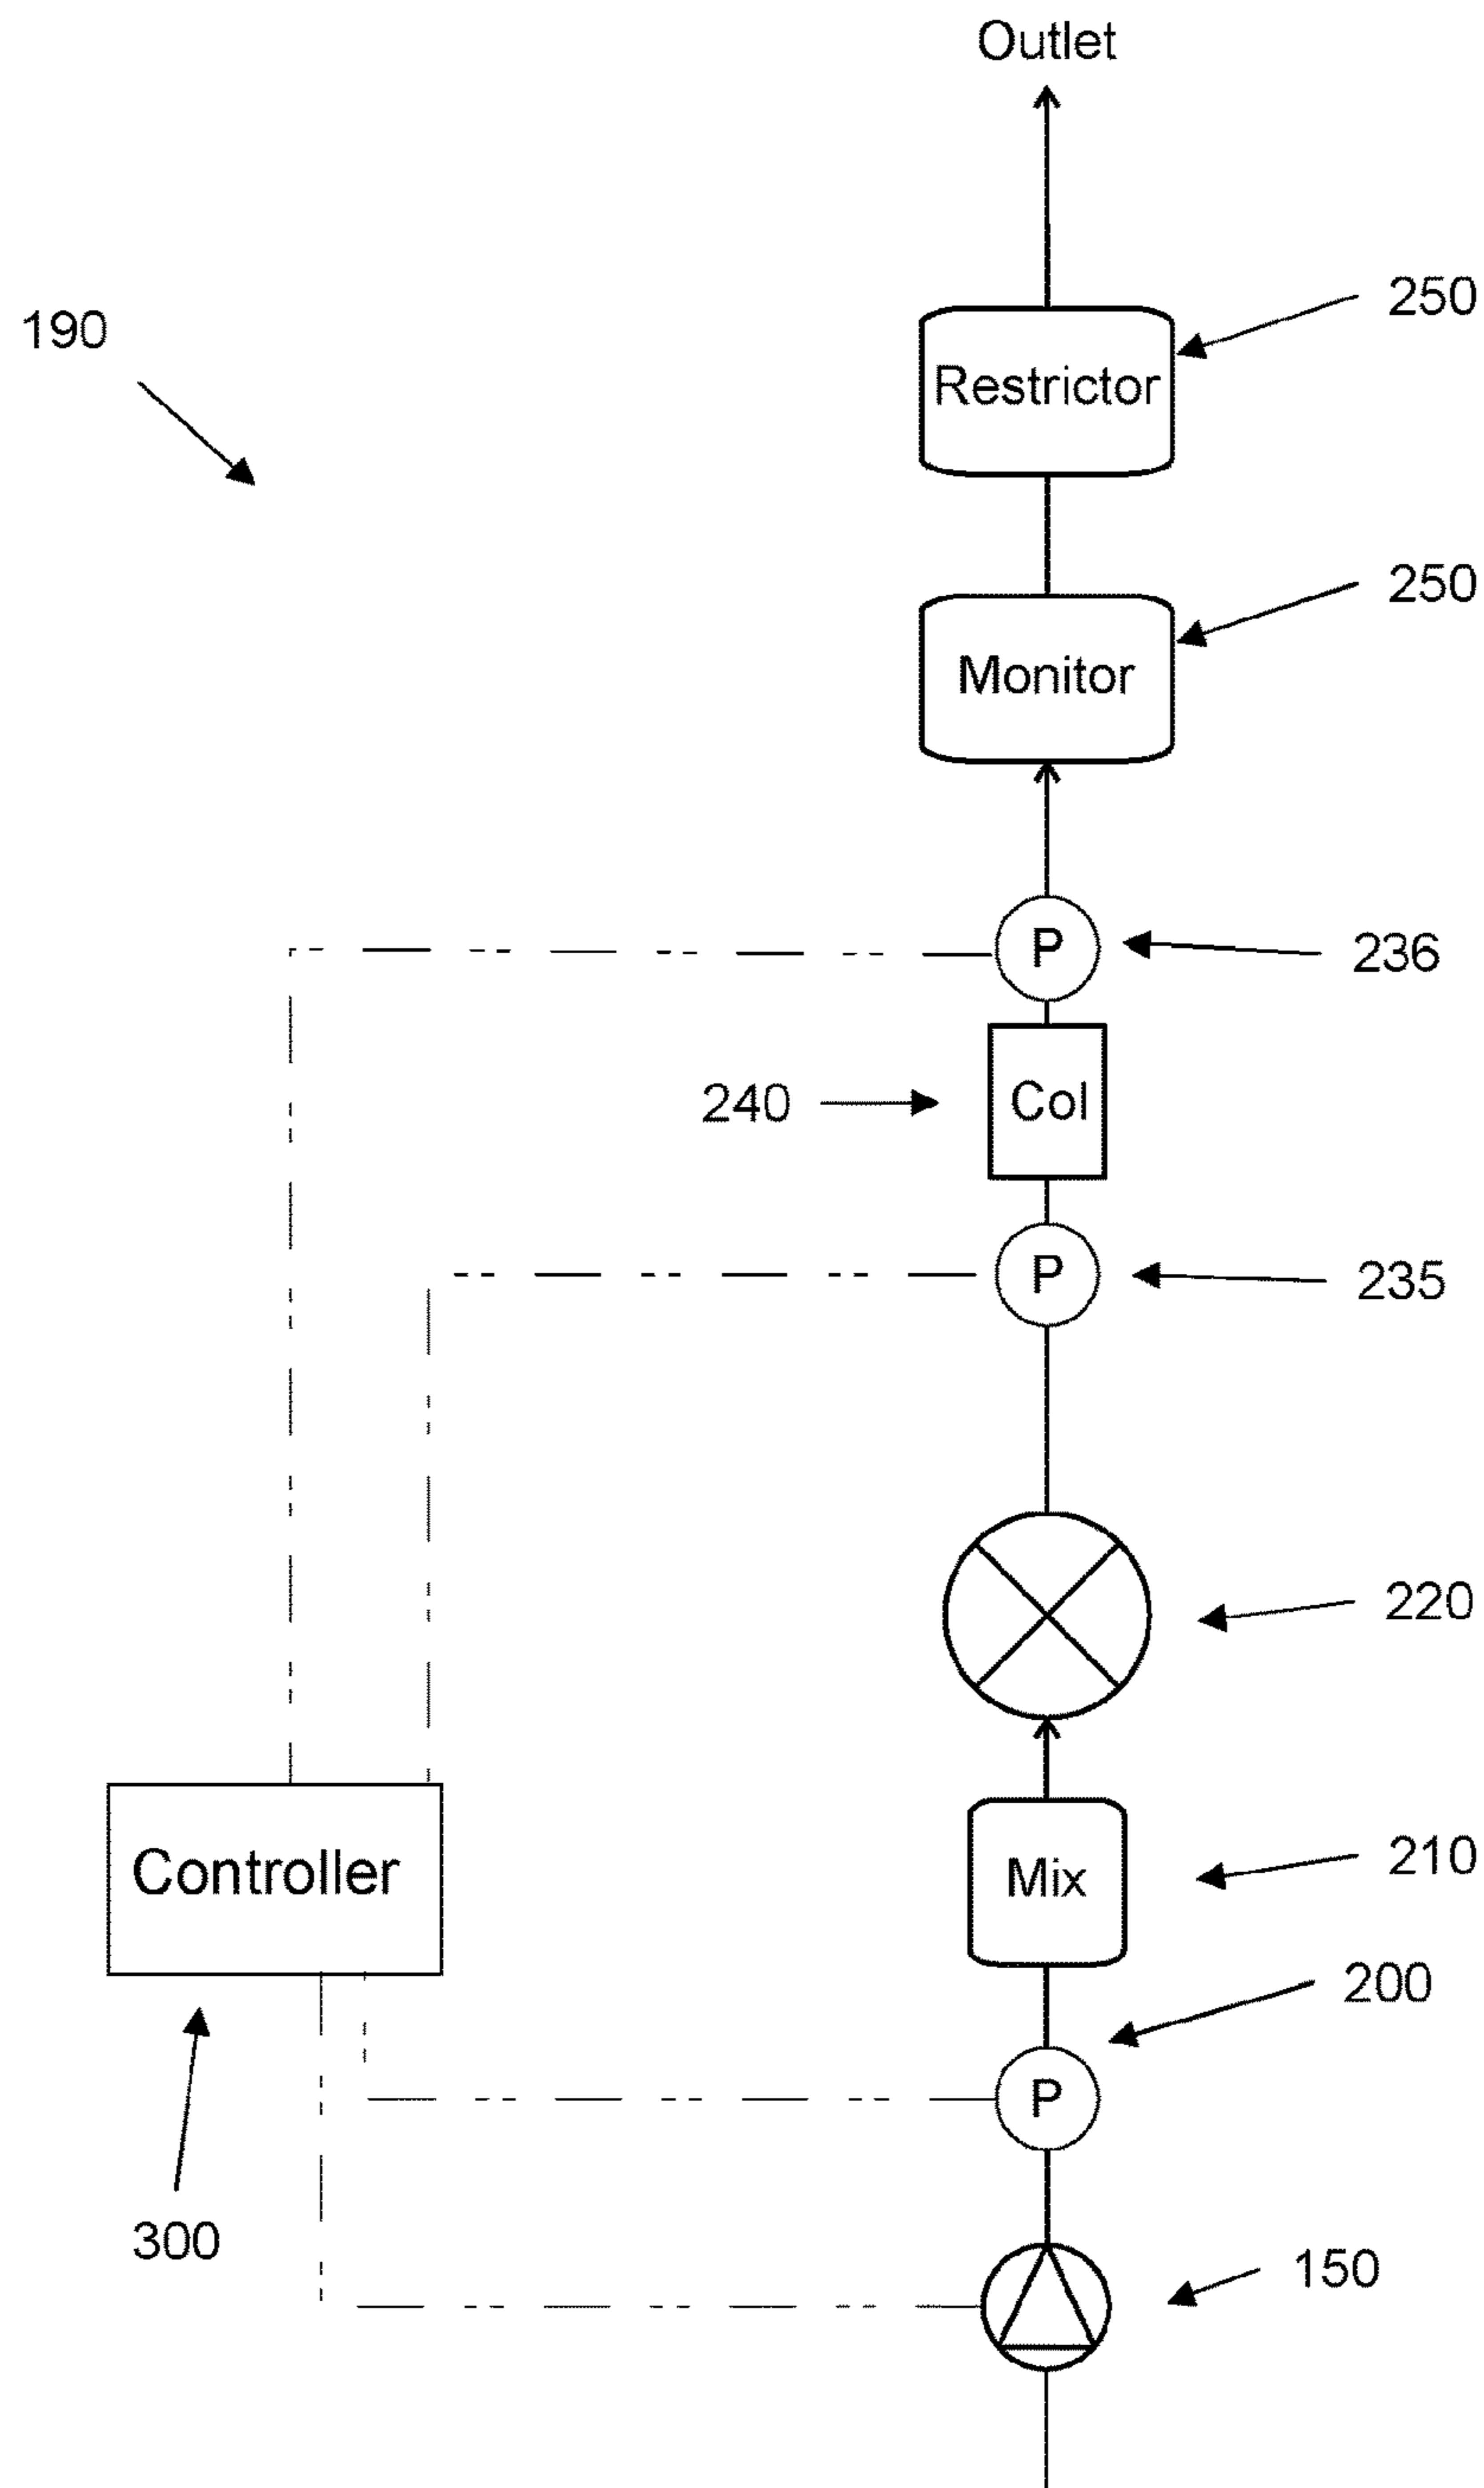 Outlet
250
190
Restrictor
250
Monitor
P
236
240
Col
P
235
220
Controller
Mix
210
200
P
300
150